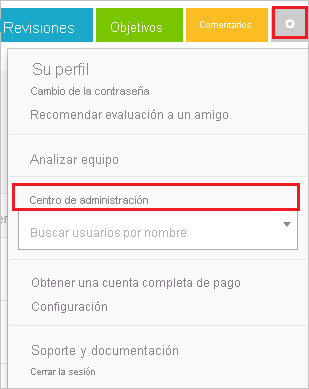 Revisiones
Objetivos
Comentarios
Su perfil
Cambio de la contraseña
Recomendar evaluación a un amigo
Analizar equipo
Centro de administración
Buscar usuarios por nombre
Obtener una cuenta completa de pago
Configuración
Soporte y documentación
Cerrar la sesión